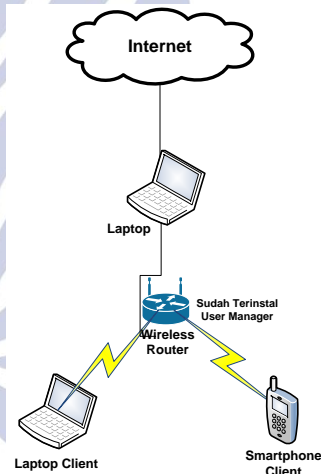 Internet
Laptop
Sudah Terinstal
User Manager
Wireless
Router
Laptop Client
Smartphone
Client